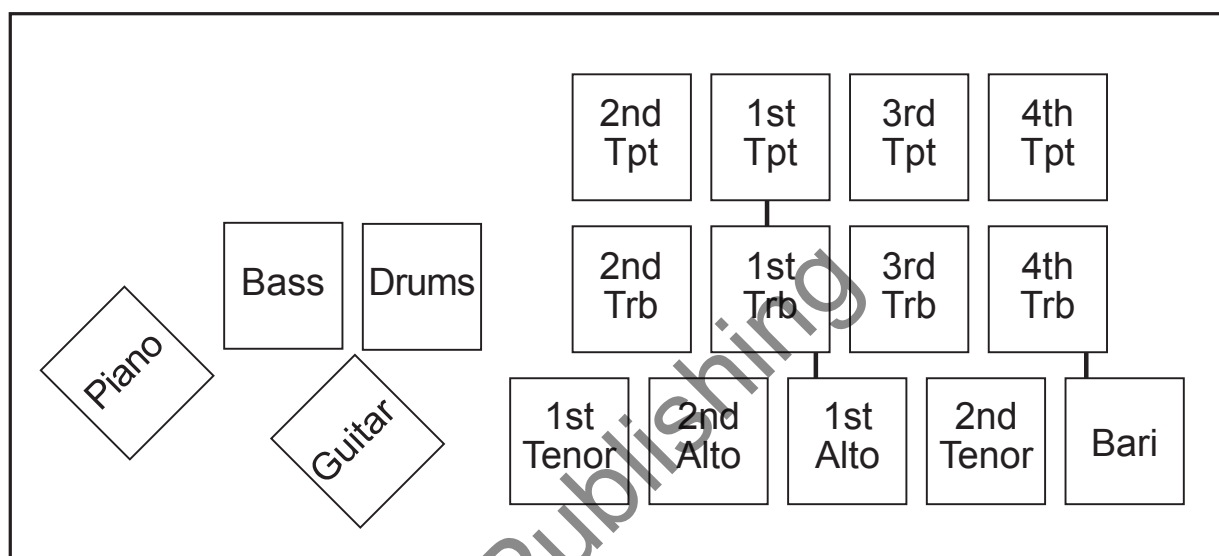 2nd
Tpt
1st
Tpt
3rd
Tpt
4th
Tpt
2nd
Trb
1st
Trb
3rd
Trb
4th
Trb
Bass
Drums
Piano
Guitar
1st
Tenor
2nd
Alto
1st
Alto
2nd
Tenor
Bari
Publishing